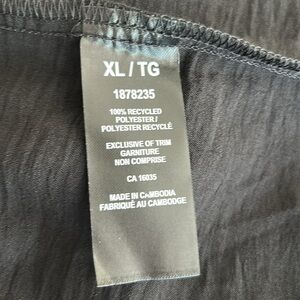 XL / TG
1878235
100% RECYCLED
POLYESTER /
POLYESTER RECYCLÉ
EXCLUSIVE OF TRIM
GARNITURE
NON COMPRISE
CA 16035
MADE IN CAMBODIA
FABRIQUÉ AU CAMBODGE